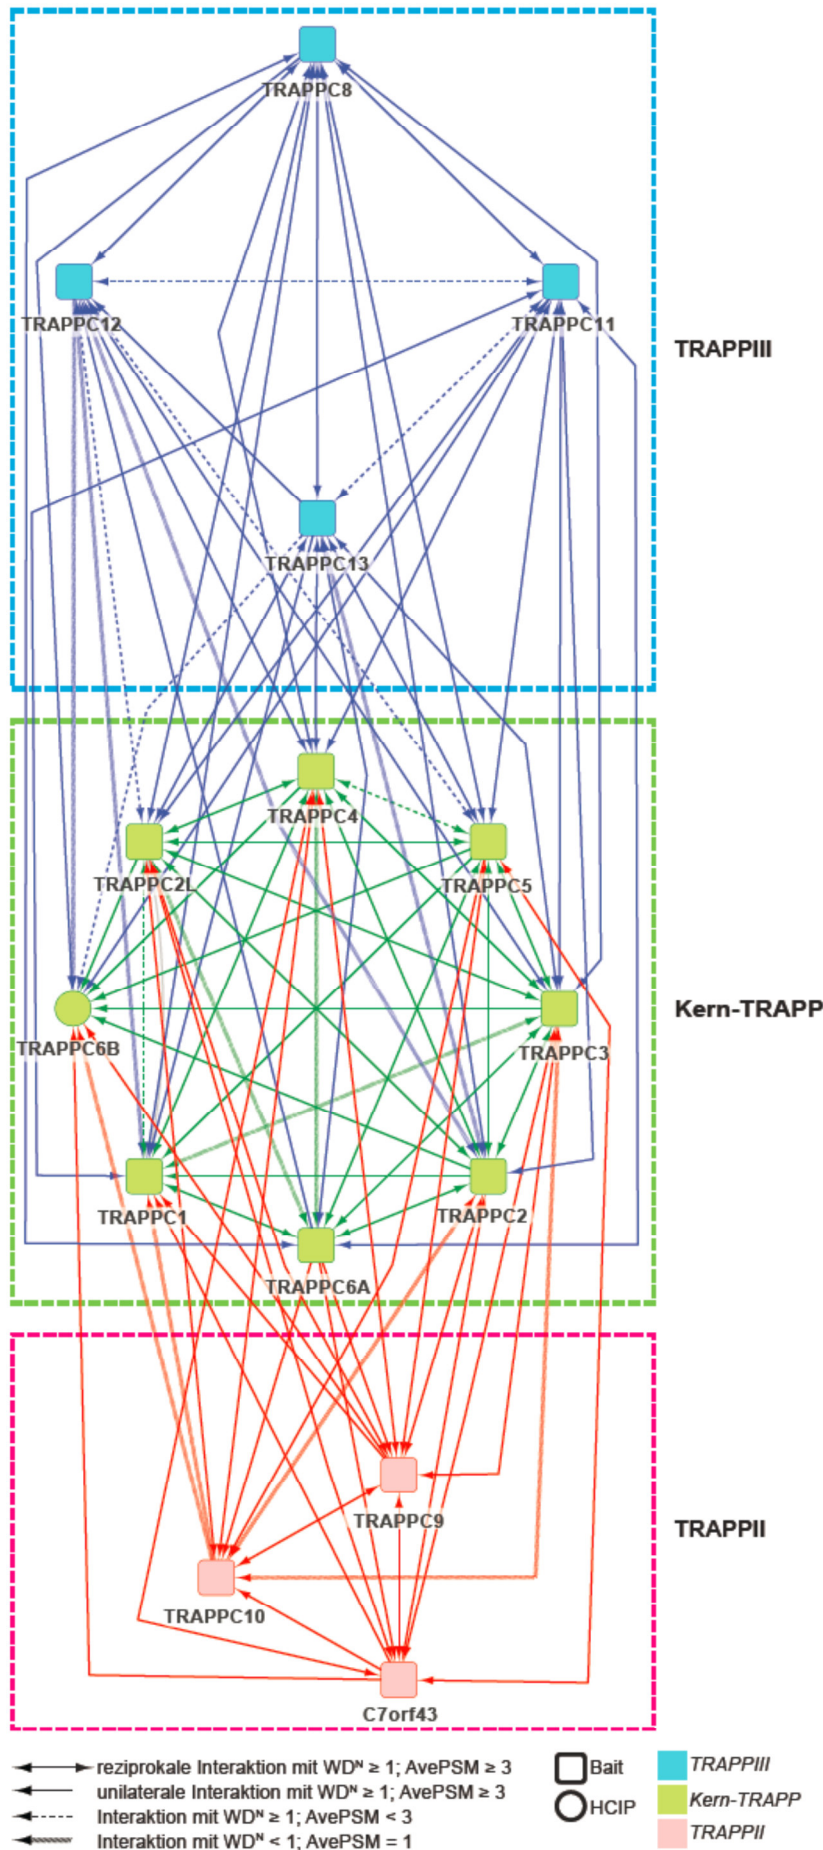 TRAPPC8
TRAPPC12
TRAPPC11
TRAPPIII
TRAPPC13
TRAPPC4
TRAPPC2L
TRAPPC5
Kern-TRAPP
TRAPPC6B
TRAPPC3
TRAPPC1
TRAPPC2
TRAPPC6A
TRAPPC9
TRAPPII
TRAPPC10
C7orf43
reziprokale Interaktion mit WDᴺ ≥ 1; AvePSM ≥ 3
unilaterale Interaktion mit WDᴺ ≥ 1; AvePSM ≥ 3
Interaktion mit WDᴺ ≥ 1; AvePSM < 3
Interaktion mit WDᴺ < 1; AvePSM = 1
Bait
HCIP
TRAPPIII
Kern-TRAPP
TRAPPII